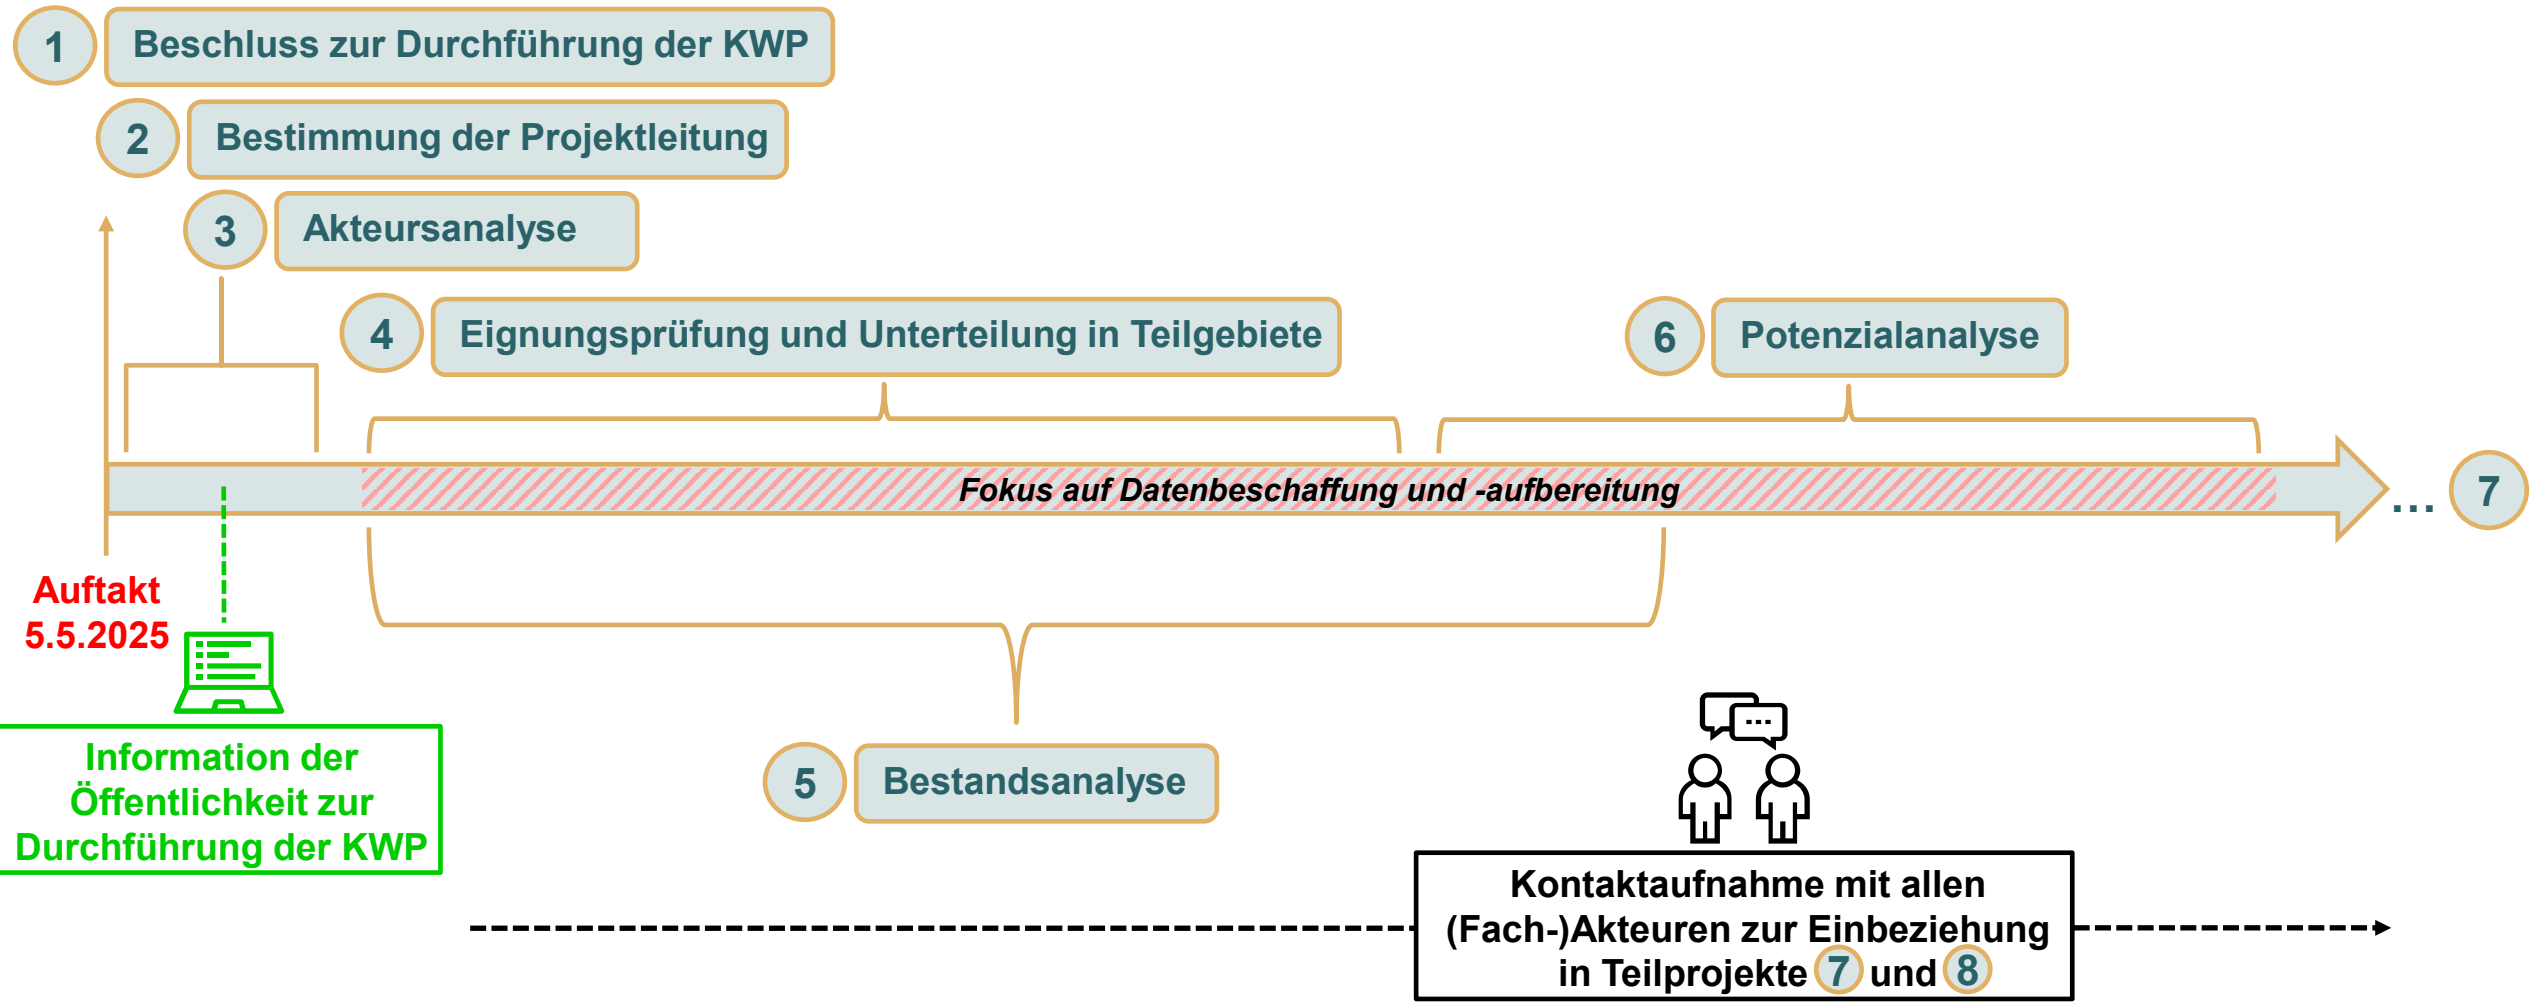 1 Beschluss zur Durchführung der KWP
2 Bestimmung der Projektleitung
3 Akteursanalyse
4 Eignungsprüfung und Unterteilung in Teilgebiete
6 Potenzialanalyse
Fokus auf Datenbeschaffung und -aufbereitung
... 7
Auftakt
5.5.2025
Information der
Öffentlichkeit zur
Durchführung der KWP
5 Bestandsanalyse
Kontaktaufnahme mit allen
(Fach-)Akteuren zur Einbeziehung
in Teilprojekte 7 und 8